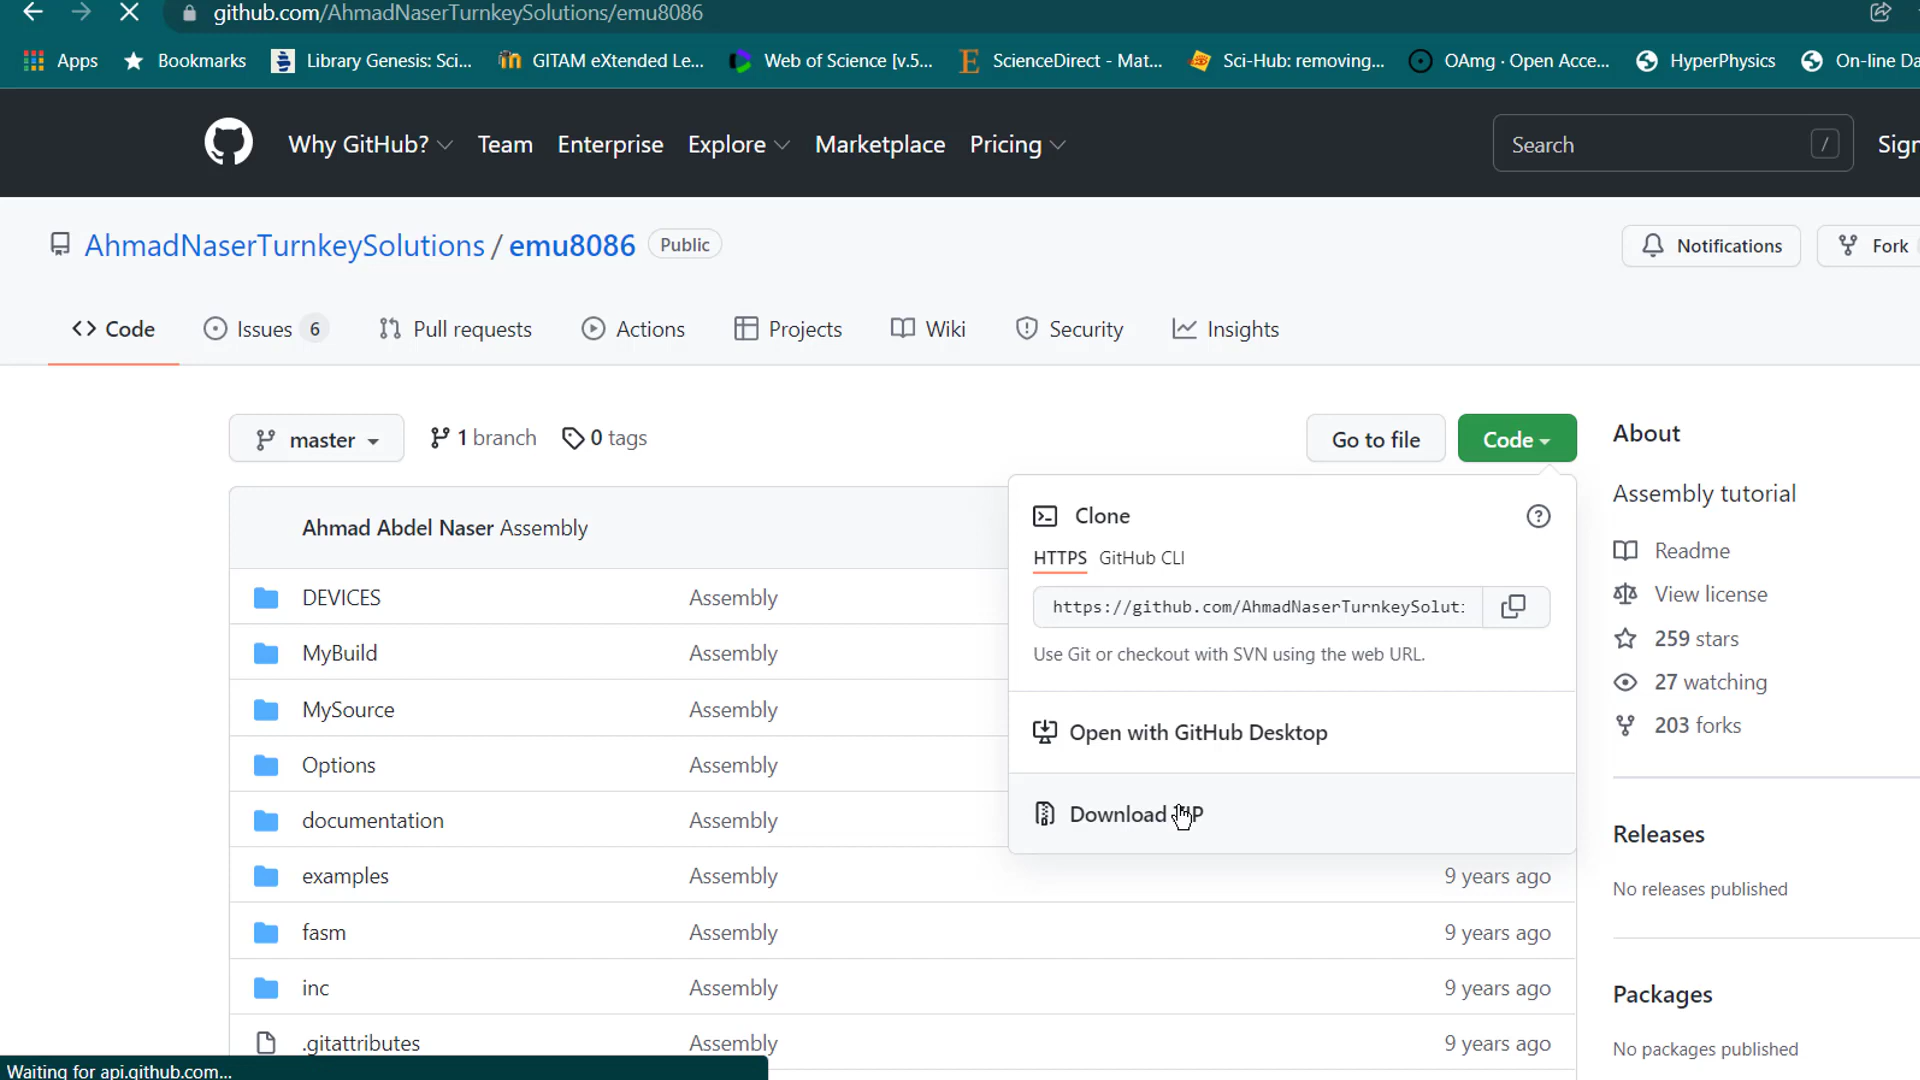 github.com/AhmadNaserTurnkeySolutions/emu8086
Apps Bookmarks Library Genesis: Sci... GITAM eXtended Le... Web of Science [v.5... ScienceDirect - Mat... Sci-Hub: removing,... OAmg · Open Acce... HyperPhysics On-line Da
Why GitHub? Team Enterprise Explore Marketplace Pricing Search / Sign
AhmadNaserTurnkeySolutions / emu8086 Public Notifications Fork
Code Issues 6 Pull requests Actions Projects Wiki Security Insights
master 1 branch 0 tags Go to file Code About
Assembly tutorial
Ahmad Abdel Naser Assembly Clone
HTTPS GitHub CLI Readme
DEVICES Assembly https://github.com/AhmadNaserTurnkeySolut: View license
MyBuild Assembly Use Git or checkout with SVN using the web URL. 259 stars
27 watching
MySource Assembly Open with GitHub Desktop 203 forks
Options Assembly
documentation Assembly Download Releases
examples Assembly 9 years ago No releases published
fasm Assembly 9 years ago
inc Assembly 9 years ago Packages
.gitattributes Assembly 9 years ago No packages published
Waiting for api.github.com...